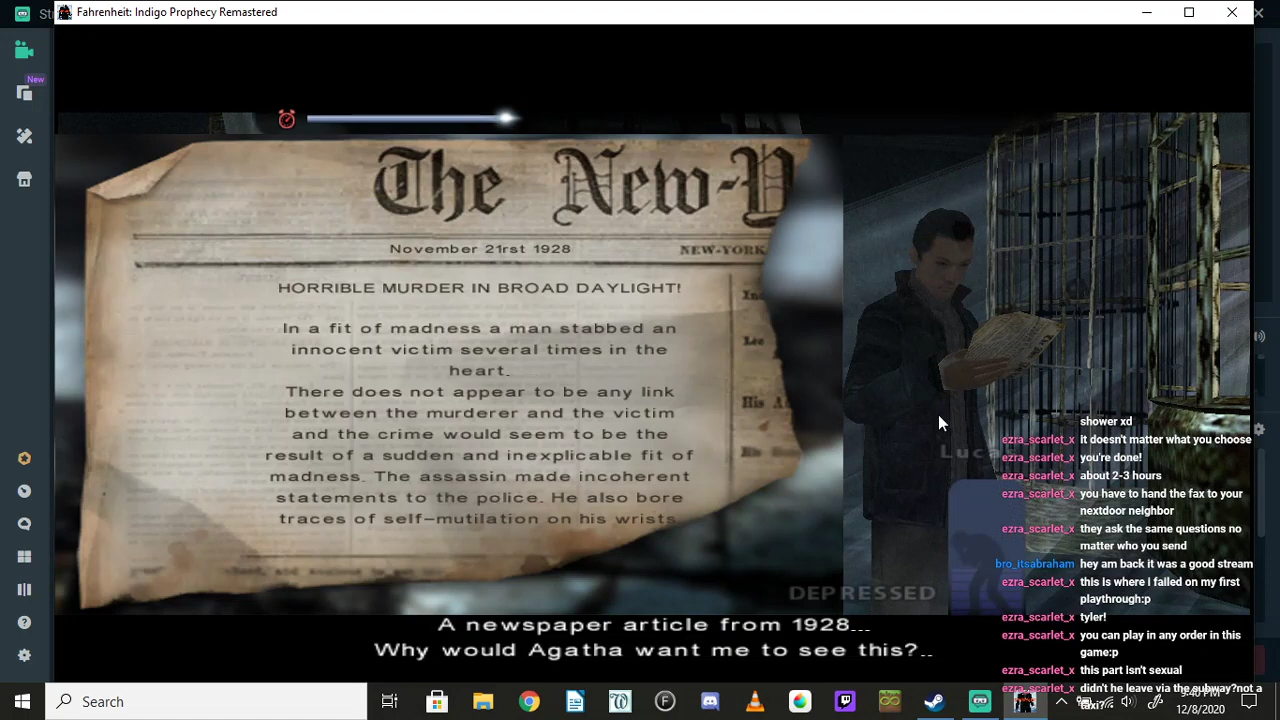 Fahrenheit: Indigo Prophecy Remastered
New
The New-Y
November 21rst 1928
NEW-YORK
HORRIBLE MURDER IN BROAD DAYLIGHT!
In a fit of madness a man stabbed an
innocent victim several times in the
heart.
There does not appear to be any link
between the murderer and the victim
and the crime would seem to be the
result of a sudden and inexplicable fit of
madness. The assassin made incoherent
statements to the police. He also bore
traces of self-mutilation on his wrists
Lucas
DEPRESSED
A newspaper article from 1928...
Why would Agatha want me to see this?..
shower xd
ezra_scarlet_x it doesn't matter what you choose
ezra_scarlet_x you're done!
ezra_scarlet_x about 2-3 hours
ezra_scarlet_x you have to hand the fax to your
nextdoor neighbor
ezra_scarlet_x they ask the same questions no
matter who you send
bro_itsabraham hey am back it was a good stream
ezra_scarlet_x this is where i failed on my first
playthrough:p
ezra_scarlet_x tyler!
ezra_scarlet_x you can play in any order in this
game:p
ezra_scarlet_x this part isn't sexual
ezra_scarlet_x didn't he leave via the subway?not a
taxi?
Search
5:40 PM
12/8/2020